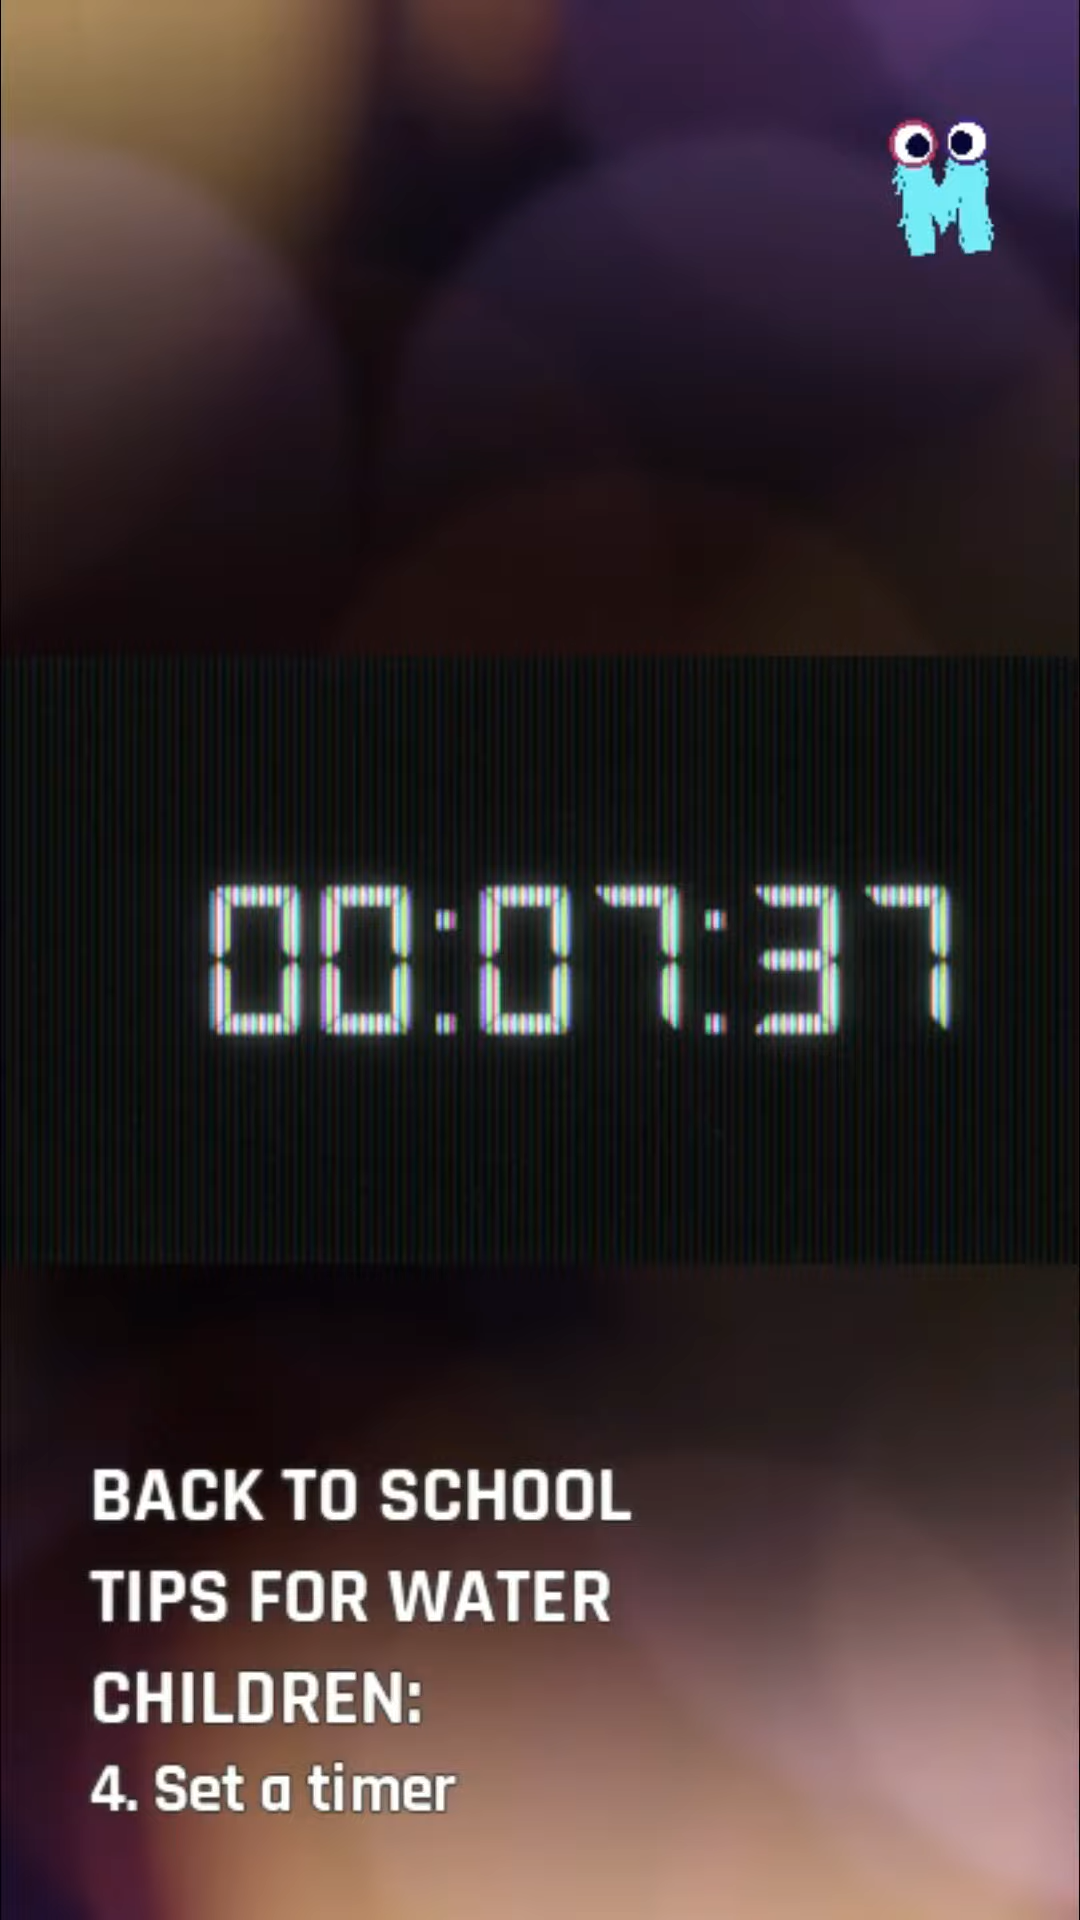 M
00:07:37
BACK TO SCHOOL
TIPS FOR WATER
CHILDREN:
4. Set a timer